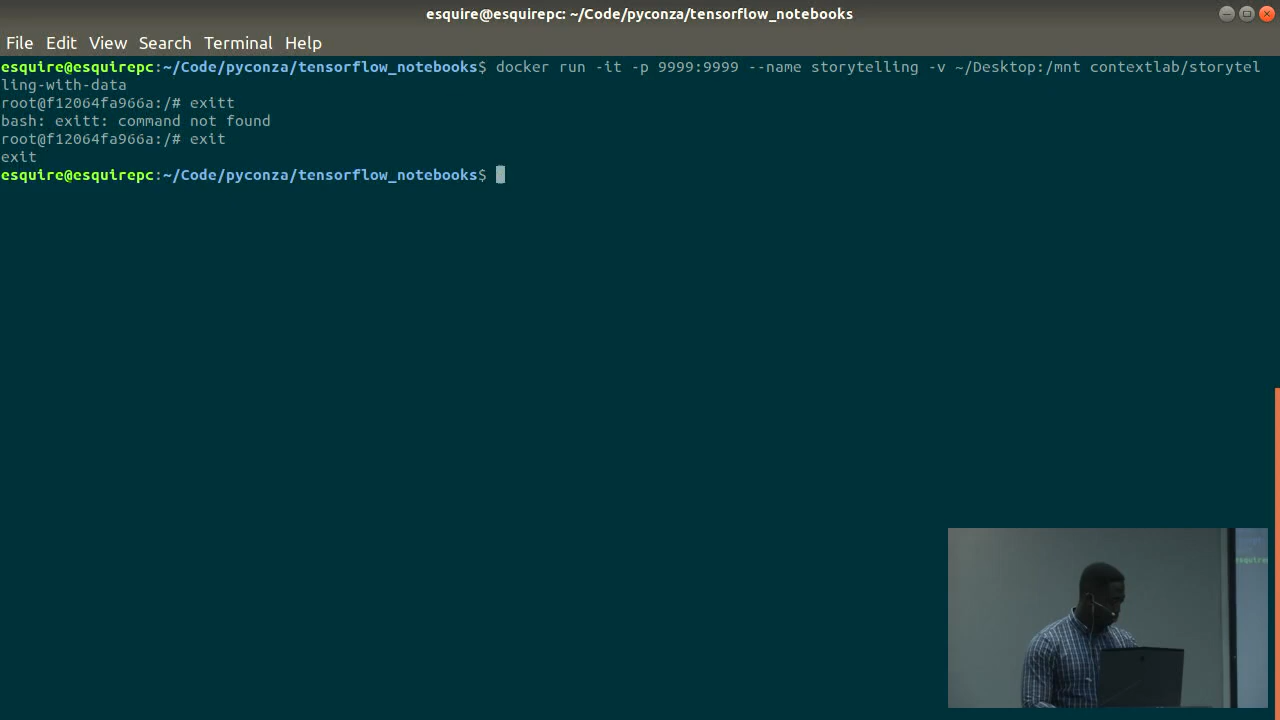 esquire@esquirepc: ~/Code/pyconza/tensorflow_notebooks
File Edit View Search Terminal Help
esquire@esquirepc:~/Code/pyconza/tensorflow_notebooks$ docker run -it -p 9999:9999 --name storytelling -v ~/Desktop:/mnt contextlab/storytel
ling-with-data
root@f12064fa966a:/# exitt
bash: exitt: command not found
root@f12064fa966a:/# exit
exit
esquire@esquirepc:~/Code/pyconza/tensorflow_notebooks$